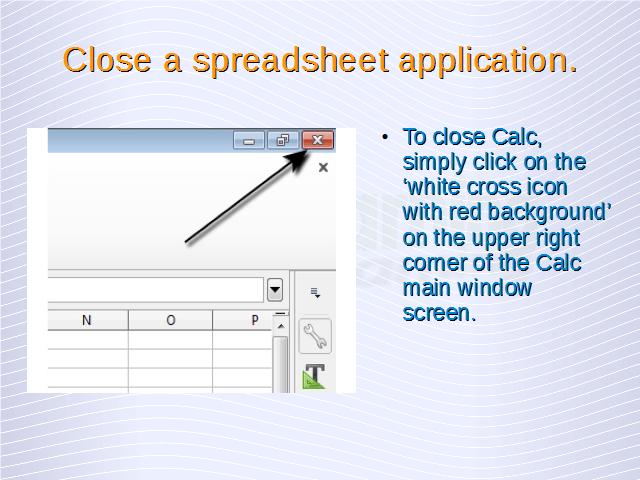 Close a spreadsheet application.
• To close Calc,
simply click on the
‘white cross icon
with red background’
on the upper right
corner of the Calc
main window
screen.
N O P